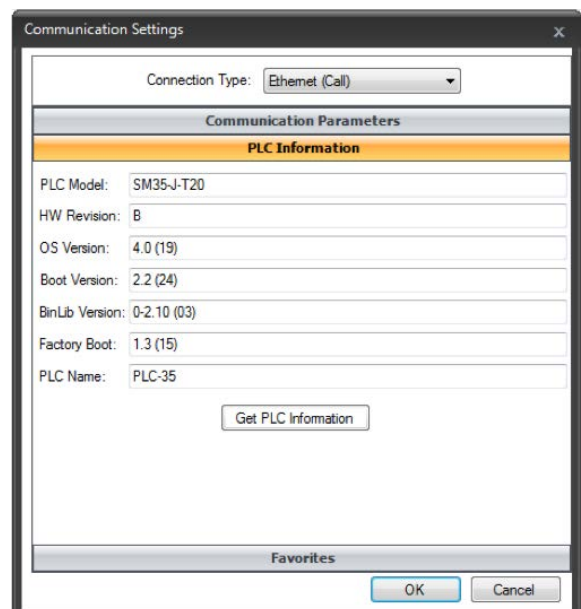 Communication Settings x
Connection Type: Ethernet (Call)
Communication Parameters
PLC Information
PLC Model: SM35-J-T20
HW Revision: B
OS Version: 4.0 (19)
Boot Version: 2.2 (24)
BinLib Version: 0-2.10 (03)
Factory Boot: 1.3 (15)
PLC Name: PLC-35
Get PLC Information
Favorites
OK Cancel